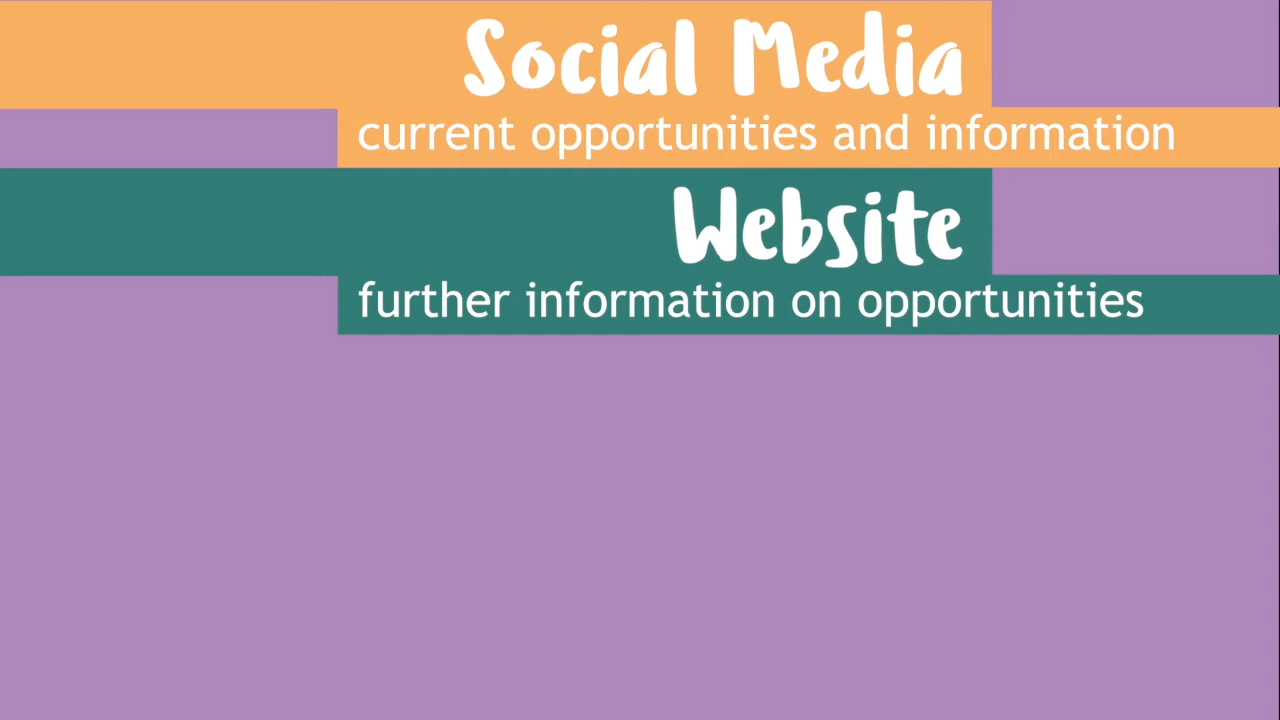 Social Media
current opportunities and information
Website
further information on opportunities